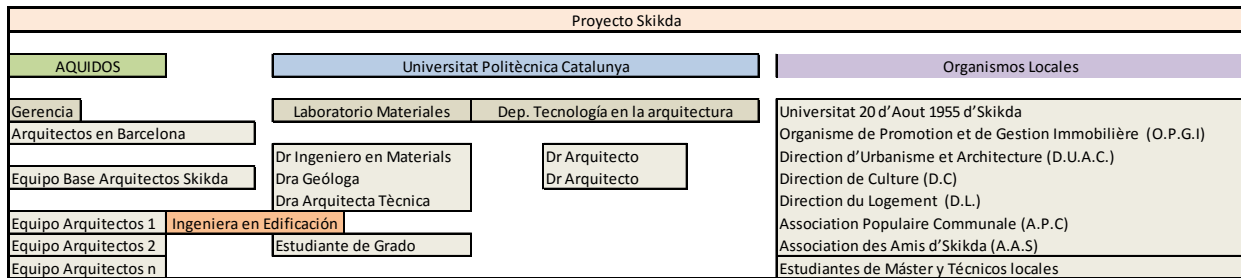 Proyecto Skikda
AQUIDOS
Universitat Politècnica Catalunya
Organismos Locales
Gerencia
Laboratorio Materiales
Dep. Tecnología en la arquitectura
Universitat 20 d’Aout 1955 d’Skikda
Arquitectos en Barcelona
Organisme de Promotion et de Gestion Immobilière (O.P.G.I)
Dr Ingeniero en Materials
Dr Arquitecto
Direction d’Urbanisme et Architecture (D.U.A.C.)
Equipo Base Arquitectos Skikda
Dra Geóloga
Dr Arquitecto
Direction de Culture (D.C)
Dra Arquitecta Tècnica
Direction du Logement (D.L.)
Equipo Arquitectos 1
Ingeniera en Edificación
Association Populaire Communale (A.P.C)
Equipo Arquitectos 2
Estudiante de Grado
Association des Amis d’Skikda (A.A.S)
Equipo Arquitectos n
Estudiantes de Máster y Técnicos locales